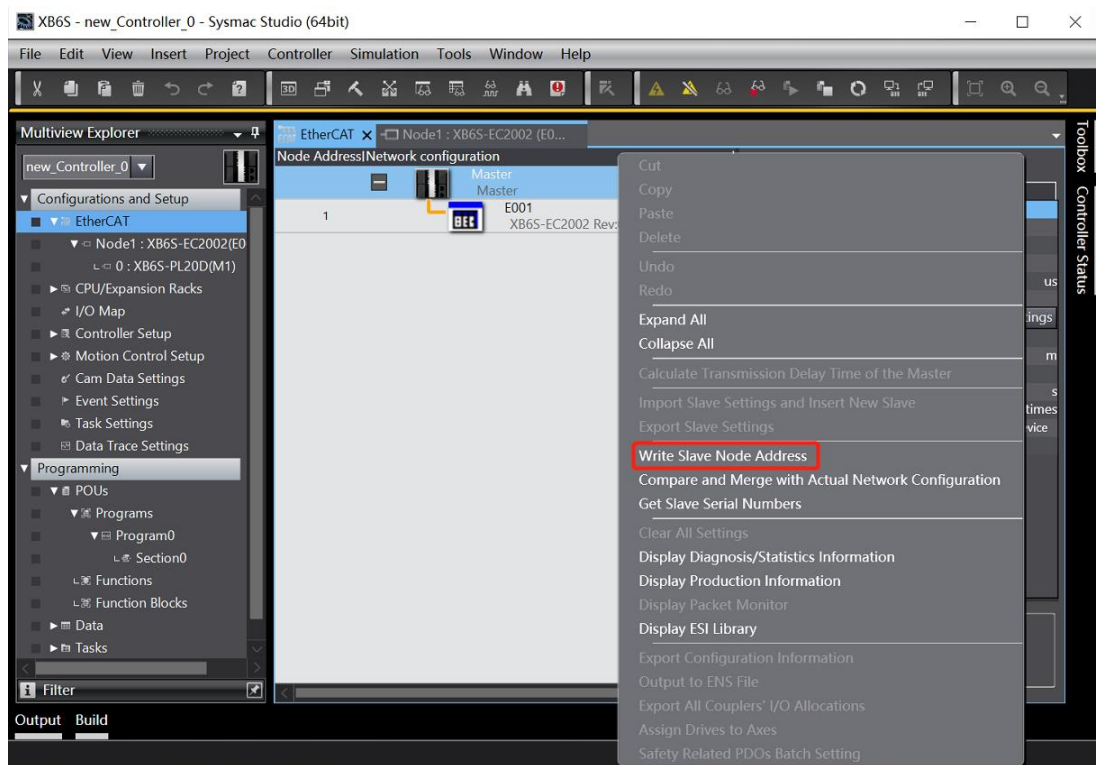 XB6S - new_Controller_0 - Sysmac Studio (64bit)
File Edit View Insert Project Controller Simulation Tools Window Help
3D
Multiview Explorer
new_Controller_0
Configurations and Setup
EtherCAT
Node1 : XB6S-EC2002(E0
0 : XB6S-PL20D(M1)
CPU/Expansion Racks
I/O Map
Controller Setup
Motion Control Setup
Cam Data Settings
Event Settings
Task Settings
Data Trace Settings
Programming
POUs
Programs
Program0
Section0
Functions
Function Blocks
Data
Tasks
Filter
EtherCAT
Node1 : XB6S-EC2002 (E0...
Node Address|Network configuration
Master
Master
1
E001
XB6S-EC2002 Rev:
Cut
Copy
Paste
Delete
Undo
Redo
Expand All
Collapse All
Calculate Transmission Delay Time of the Master
Import Slave Settings and Insert New Slave
Export Slave Settings
Write Slave Node Address
Compare and Merge with Actual Network Configuration
Get Slave Serial Numbers
Clear All Settings
Display Diagnosis/Statistics Information
Display Production Information
Display Packet Monitor
Display ESI Library
Export Configuration Information
Output to ENS File
Export All Couplers' I/O Allocations
Assign Drives to Axes
Safety Related PDOs Batch Setting
us
ings
m
s
times
vice
Toolbox
Controller Status
Output Build